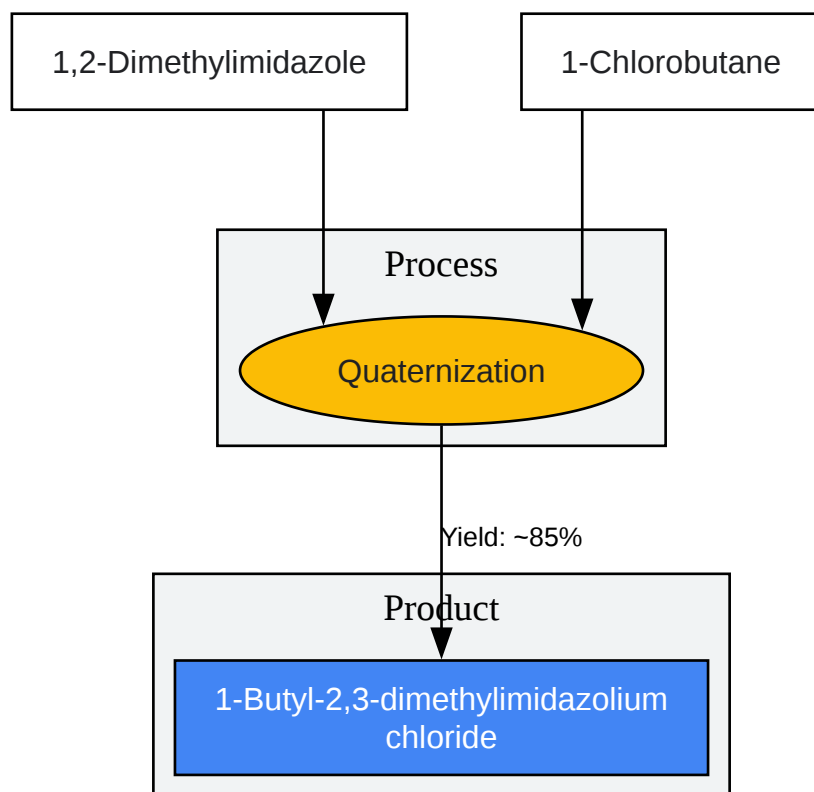 1,2-Dimethylimidazole
1-Chlorobutane
Process
Quaternization
Yield: ~85%
Product
1-Butyl-2,3-dimethylimidazolium
chloride